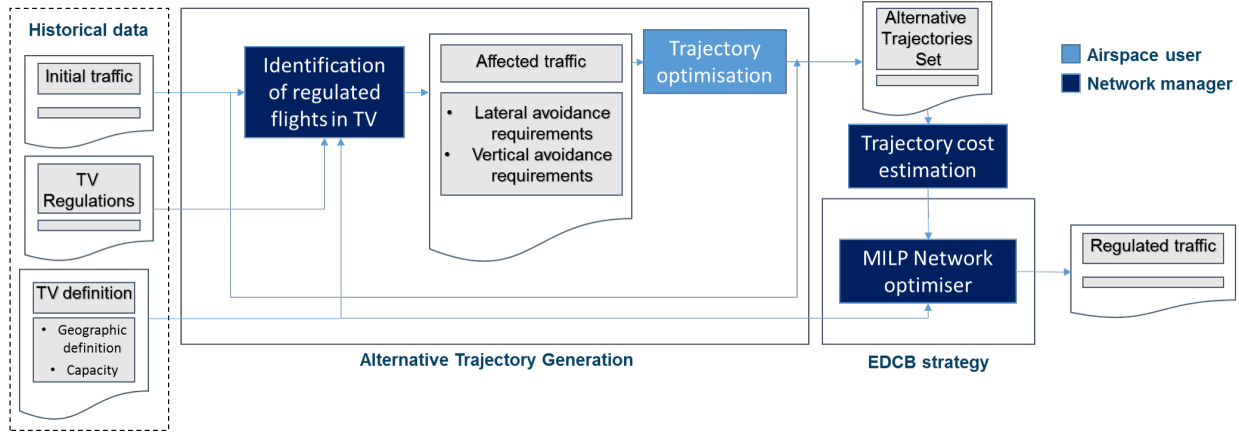 Historical data
Initial traffic
TV
Regulations
TV definition
• Geographic
definition
• Capacity
Identification
of regulated
flights in TV
Affected traffic
• Lateral avoidance
requirements
• Vertical avoidance
requirements
Trajectory
optimisation
Alternative Trajectory Generation
Alternative
Trajectories
Set
Trajectory cost
estimation
MILP Network
optimiser
EDCB strategy
Regulated traffic
Airspace user
Network manager